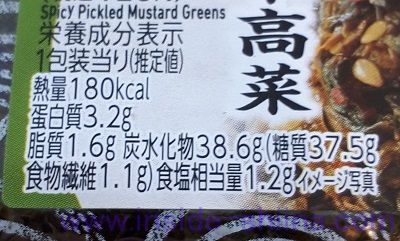 Spicy Pickled Mustard Greens
栄養成分表示
1包装当り(推定値)
熱量180kcal
蛋白質3.2g
脂質1.6g 炭水化物38.6g(糖質37.5g
食物繊維1.1g)食塩相当量1.2g イメージ写真
高菜